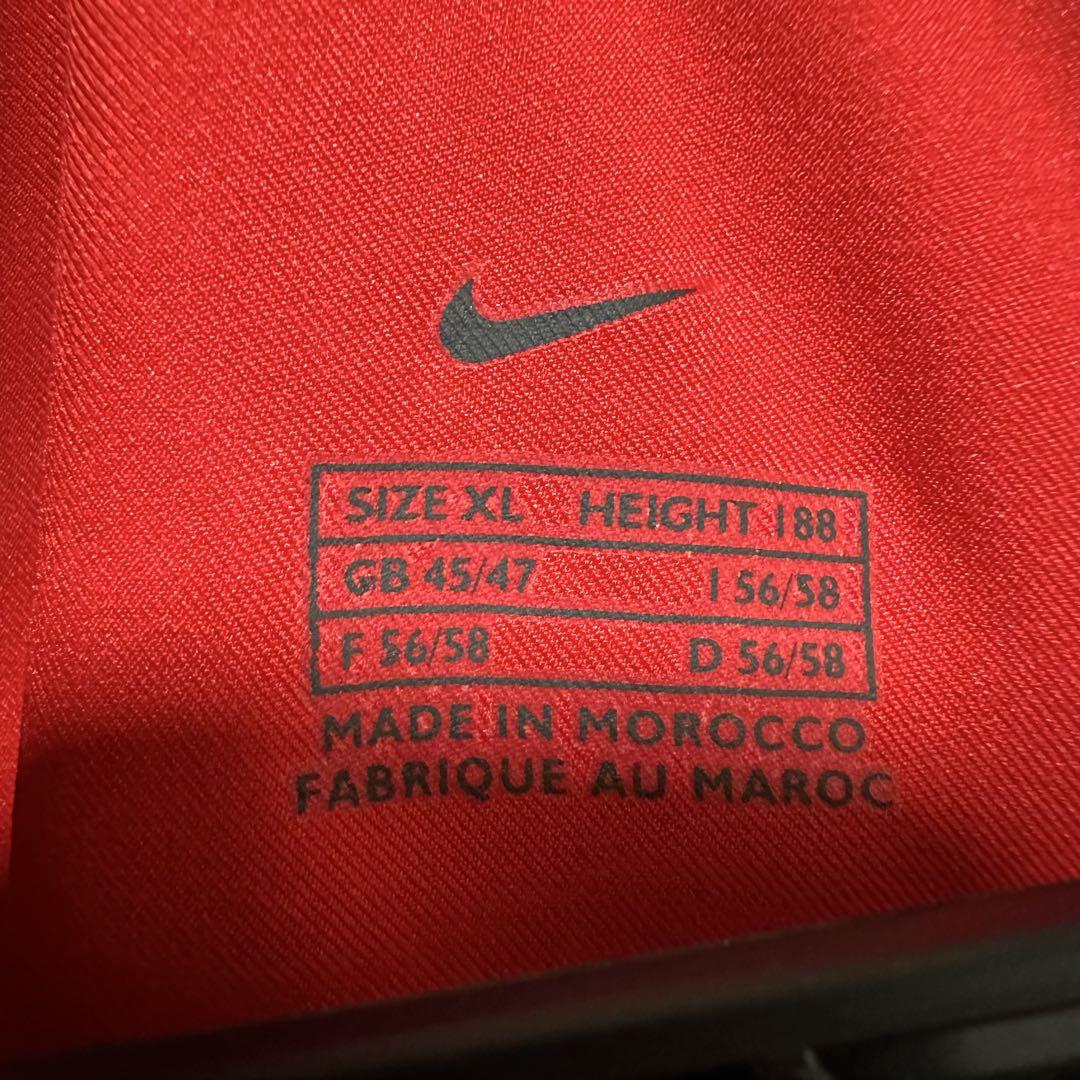 SIZE XL HEIGHT 188
GB 45/47 I 56/58
F 56/58 D 56/58
MADE IN MOROCCO
FABRIQUE AU MAROC